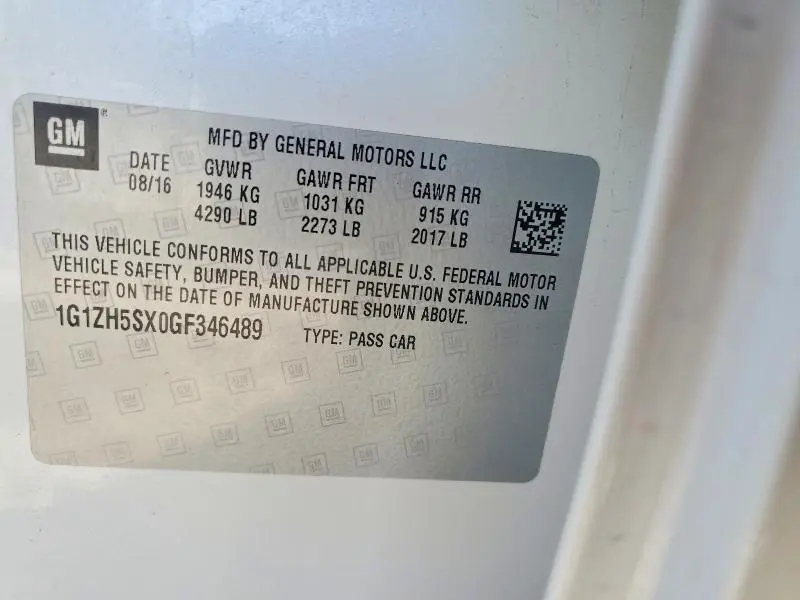 GM
MFD BY GENERAL MOTORS LLC
DATE GVWR GAWR FRT GAWR RR
08/16 1946 KG 1031 KG 915 KG
4290 LB 2273 LB 2017 LB
THIS VEHICLE CONFORMS TO ALL APPLICABLE U.S. FEDERAL MOTOR
VEHICLE SAFETY, BUMPER, AND THEFT PREVENTION STANDARDS IN
EFFECT ON THE DATE OF MANUFACTURE SHOWN ABOVE.
1G1ZH5SX0GF346489 TYPE: PASS CAR